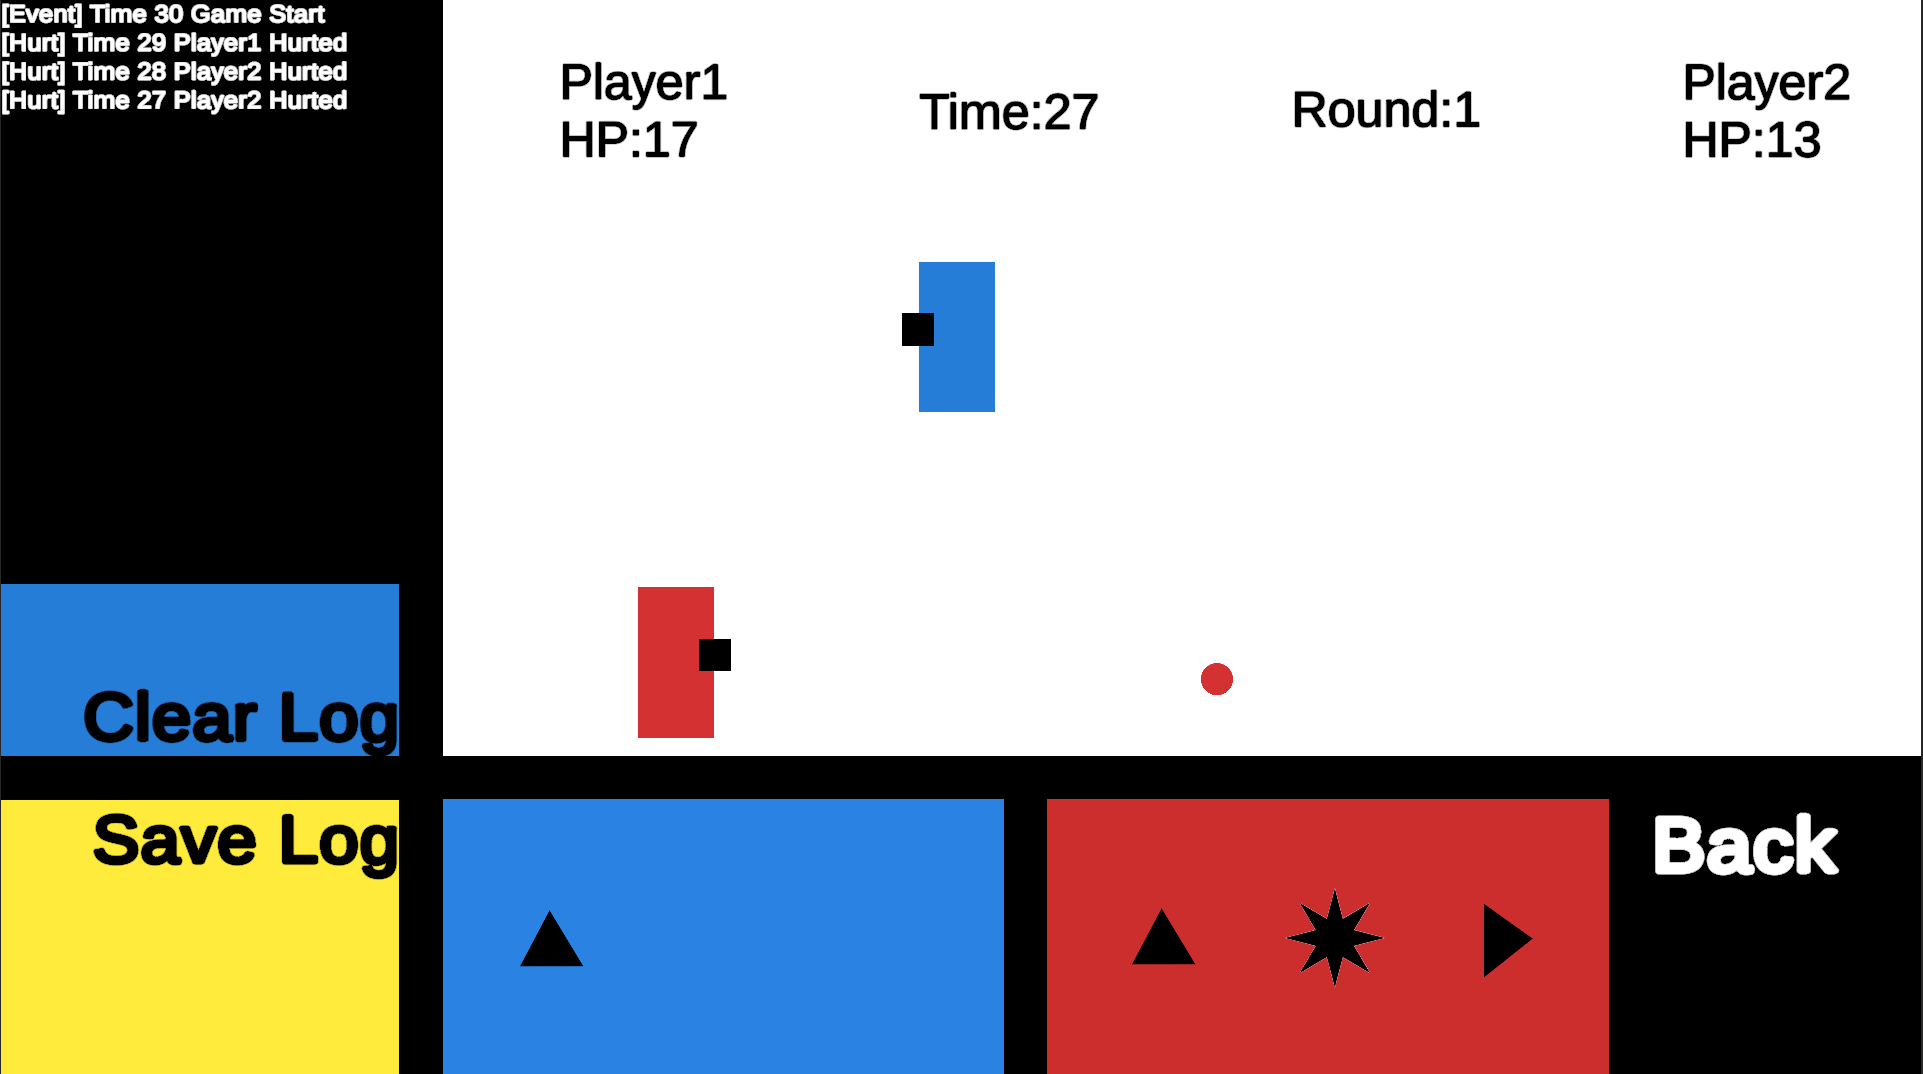 [Event] Time 30 Game Start
[Hurt] Time 29 Player1 Hurted
[Hurt] Time 28 Player2 Hurted
[Hurt] Time 27 Player2 Hurted
Player1
HP:17
Time:27
Round:1
Player2
HP:13
Clear Log
Save Log
Back